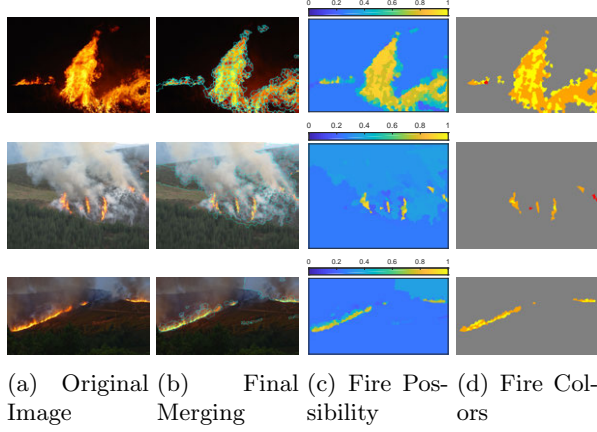 0 0.2 0.4 0.6 0.8 1
0 0.2 0.4 0.6 0.8 1
0 0.2 0.4 0.6 0.8 1
(a) Original Image
(b) Final Merging
(c) Fire Pos-
sibility
(d) Fire Col-
ors